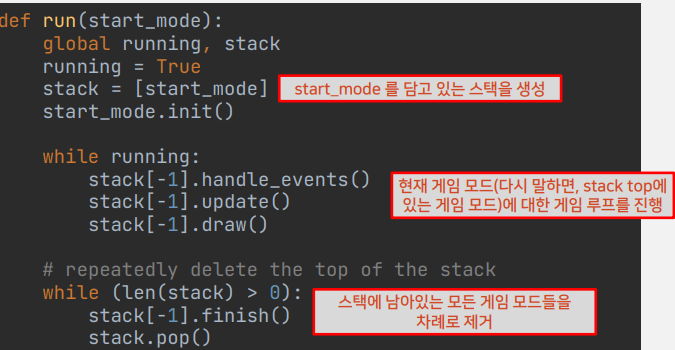 def run(start_mode):
    global running, stack
    running = True
    stack = [start_mode]
start_mode 를 담고 있는 스택을 생성
    start_mode.init()
    while running:
        stack[-1].handle_events()
        stack[-1].update()
        stack[-1].draw()
현재 게임 모드(다시 말하면, stack top에
있는 게임 모드)에 대한 게임 루프를 진행
    # repeatedly delete the top of the stack
    while (len(stack) > 0):
        stack[-1].finish()
        stack.pop()
스택에 남아있는 모든 게임 모드들을
차례로 제거